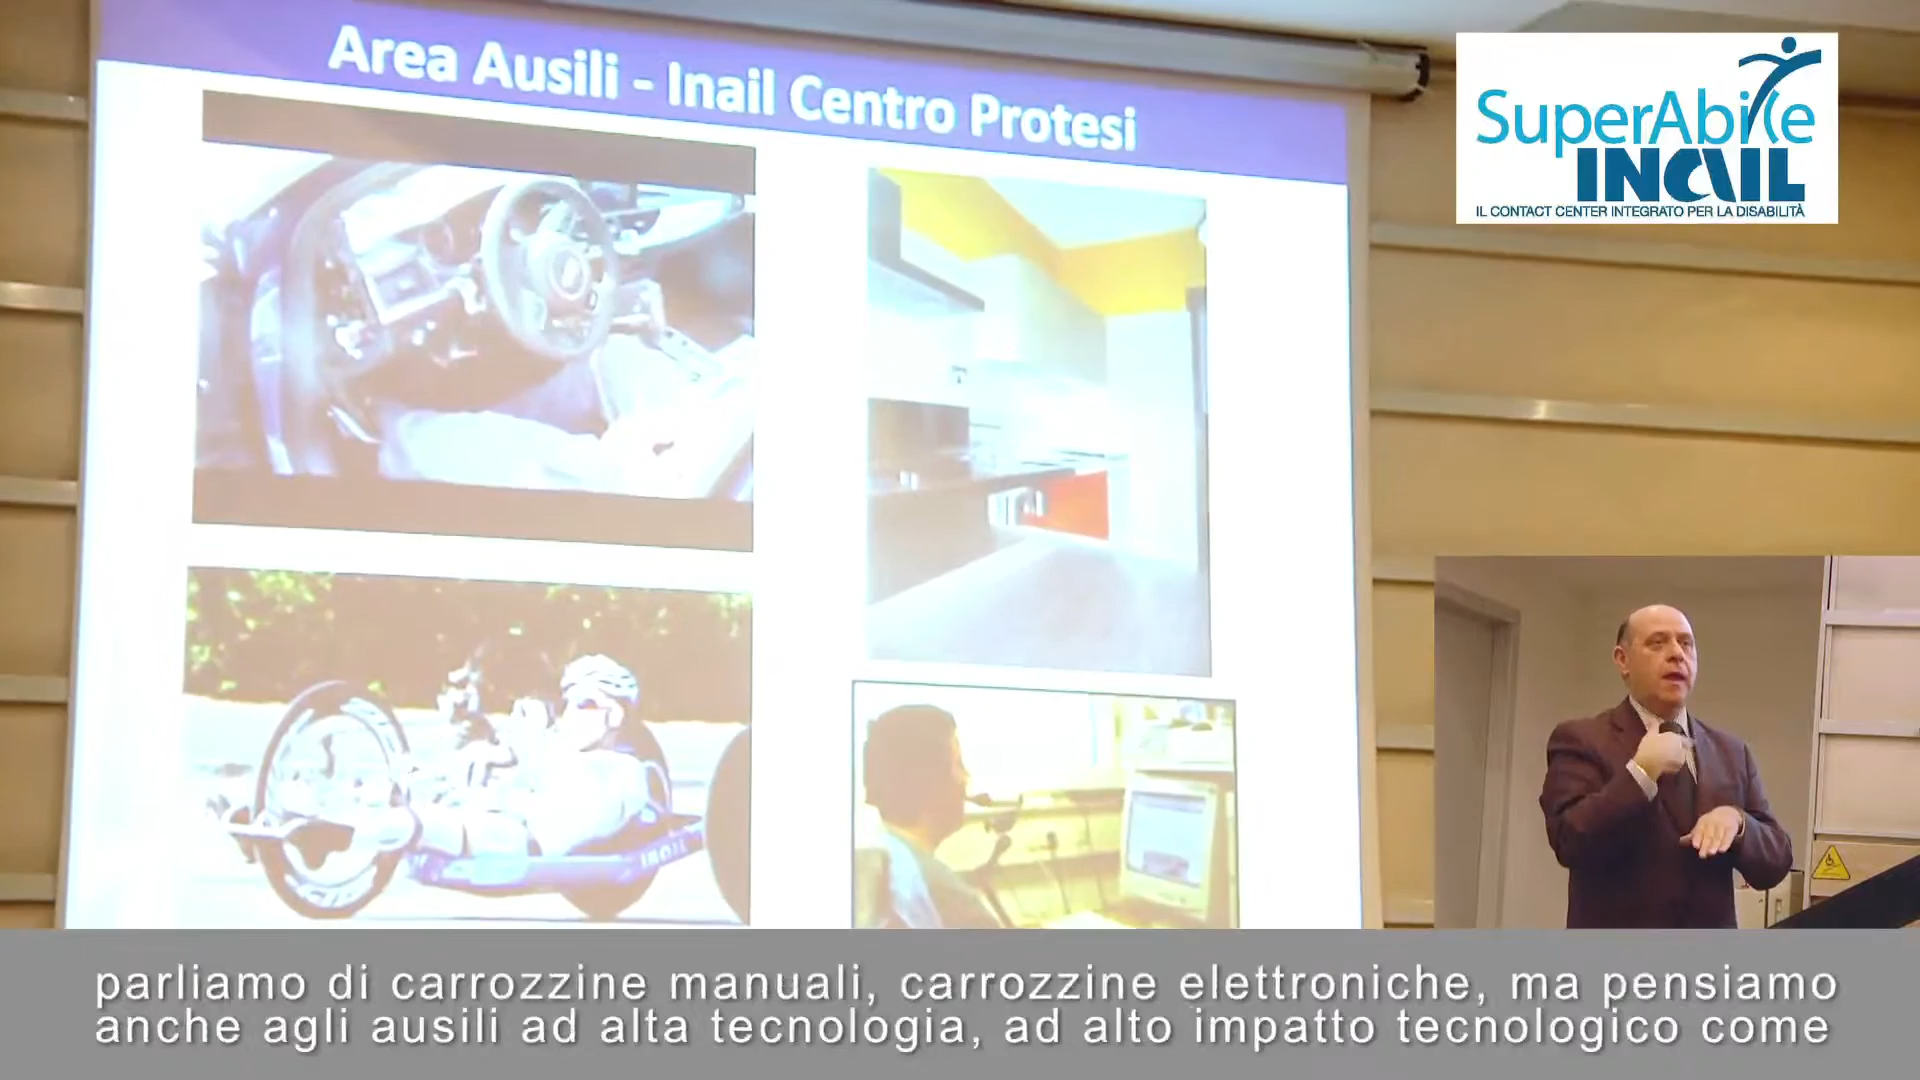 Area Ausili - Inail Centro Protesi
SuperAbile
INAIL
IL CONTACT CENTER INTEGRATO PER LA DISABILITÀ
INAIL
parliamo di carrozzine manuali, carrozzine elettroniche, ma pensiamo
anche agli ausili ad alta tecnologia, ad alto impatto tecnologico come